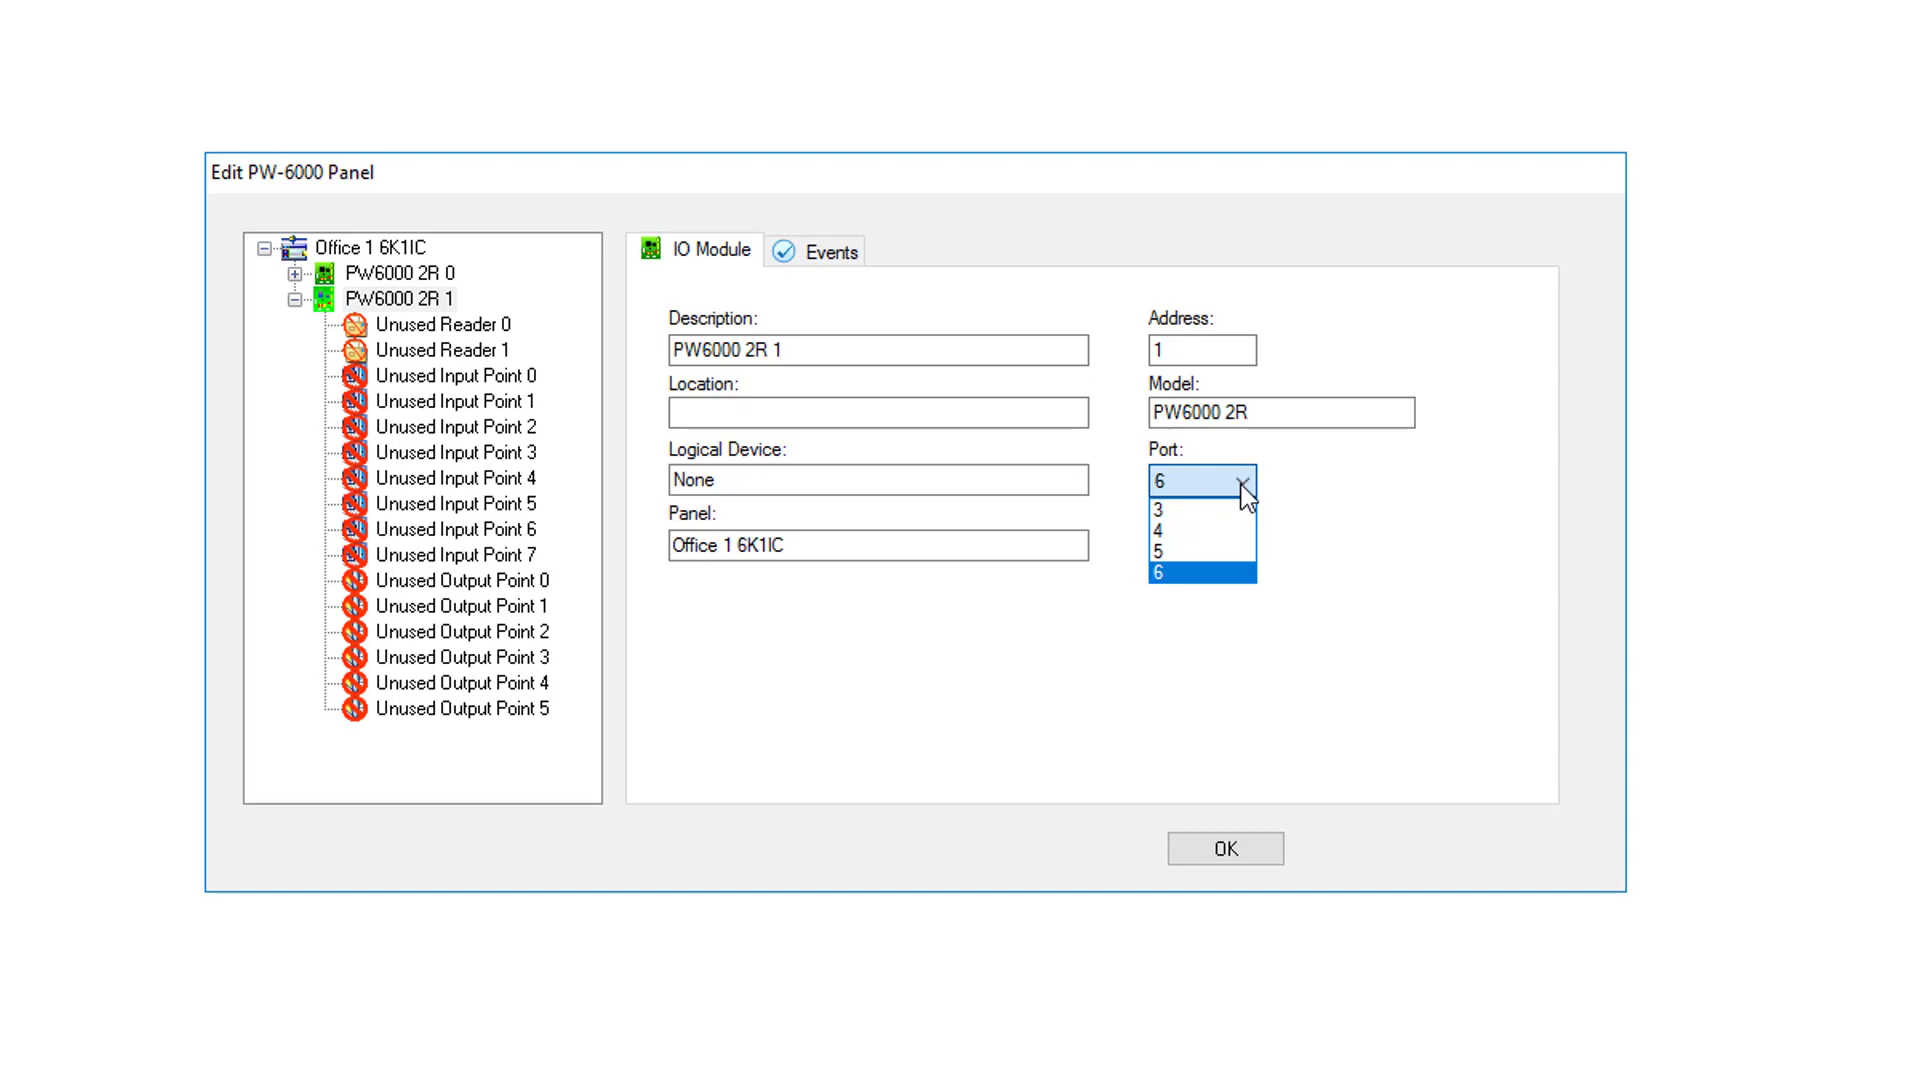 Edit PW-6000 Panel
Office 1 6K1IC
PW6000 2R 0
PW6000 2R 1
Unused Reader 0
Unused Reader 1
Unused Input Point 0
Unused Input Point 1
Unused Input Point 2
Unused Input Point 3
Unused Input Point 4
Unused Input Point 5
Unused Input Point 6
Unused Input Point 7
Unused Output Point 0
Unused Output Point 1
Unused Output Point 2
Unused Output Point 3
Unused Output Point 4
Unused Output Point 5
IO Module
Events
Description:
PW6000 2R 1
Location:
Logical Device:
None
Panel:
Office 1 6K1IC
Address:
1
Model:
PW6000 2R
Port:
6
3
4
5
6
OK